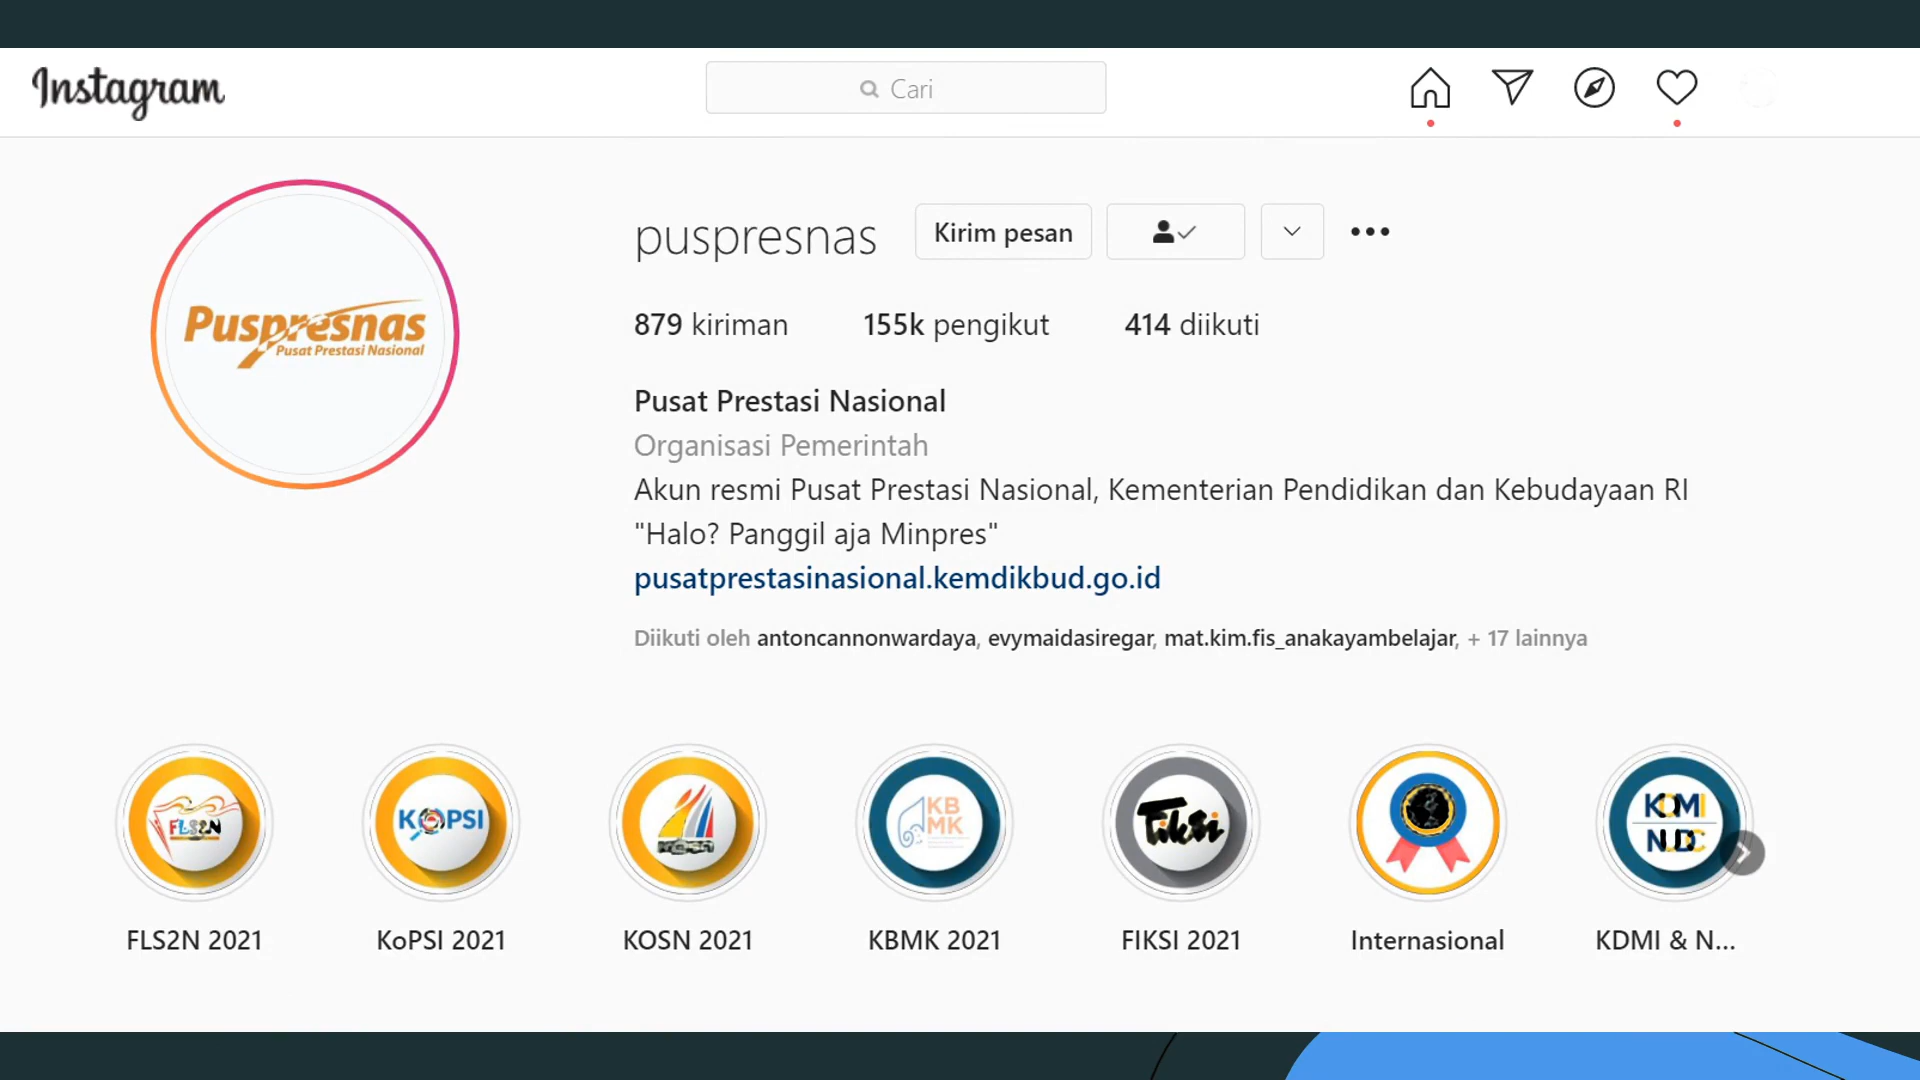 Instagram
Cari
puspresnas
Kirim pesan
879 kiriman 155k pengikut 414 diikuti
Puspresnas
Pusat Prestasi Nasional
Pusat Prestasi Nasional
Organisasi Pemerintah
Akun resmi Pusat Prestasi Nasional, Kementerian Pendidikan dan Kebudayaan RI
"Halo? Panggil aja Minpres"
pusatprestasinasional.kemdikbud.go.id
Diikuti oleh antoncannonwardaya, evymaidasiregar, mat.kim.fis_anakayambelajar, + 17 lainnya
FLS2N
KOPSI
KOSN
KB
MK
Fiksi
KDMI
NUDC
FLS2N 2021
KoPSI 2021
KOSN 2021
KBMK 2021
FIKSI 2021
Internasional
KDMI & N...